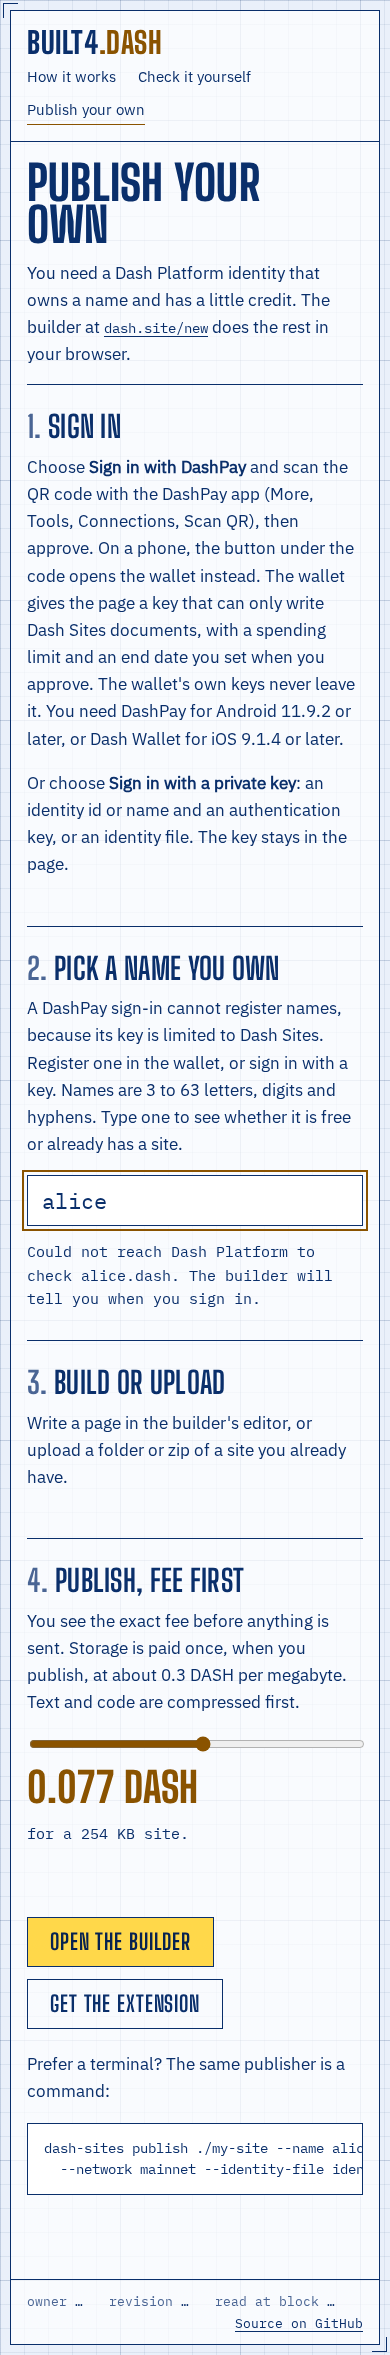 BUILT4.DASH
How it works Check it yourself
Publish your own
PUBLISH YOUR
OWN
You need a Dash Platform identity that
owns a name and has a little credit. The
builder at dash.site/new does the rest in
your browser.
1. SIGN IN
Choose Sign in with DashPay and scan the
QR code with the DashPay app (More,
Tools, Connections, Scan QR), then
approve. On a phone, the button under the
code opens the wallet instead. The wallet
gives the page a key that can only write
Dash Sites documents, with a spending
limit and an end date you set when you
approve. The wallet's own keys never leave
it. You need DashPay for Android 11.9.2 or
later, or Dash Wallet for iOS 9.1.4 or later.
Or choose Sign in with a private key: an
identity id or name and an authentication
key, or an identity file. The key stays in the
page.
2. PICK A NAME YOU OWN
A DashPay sign-in cannot register names,
because its key is limited to Dash Sites.
Register one in the wallet, or sign in with a
key. Names are 3 to 63 letters, digits and
hyphens. Type one to see whether it is free
or already has a site.
alice
Could not reach Dash Platform to
check alice.dash. The builder will
tell you when you sign in.
3. BUILD OR UPLOAD
Write a page in the builder's editor, or
upload a folder or zip of a site you already
have.
4. PUBLISH, FEE FIRST
You see the exact fee before anything is
sent. Storage is paid once, when you
publish, at about 0.3 DASH per megabyte.
Text and code are compressed first.
0.077 DASH
for a 254 KB site.
OPEN THE BUILDER
GET THE EXTENSION
Prefer a terminal? The same publisher is a
command:
dash-sites publish ./my-site --name alic
--network mainnet --identity-file iden
owner … revision … read at block …
Source on GitHub